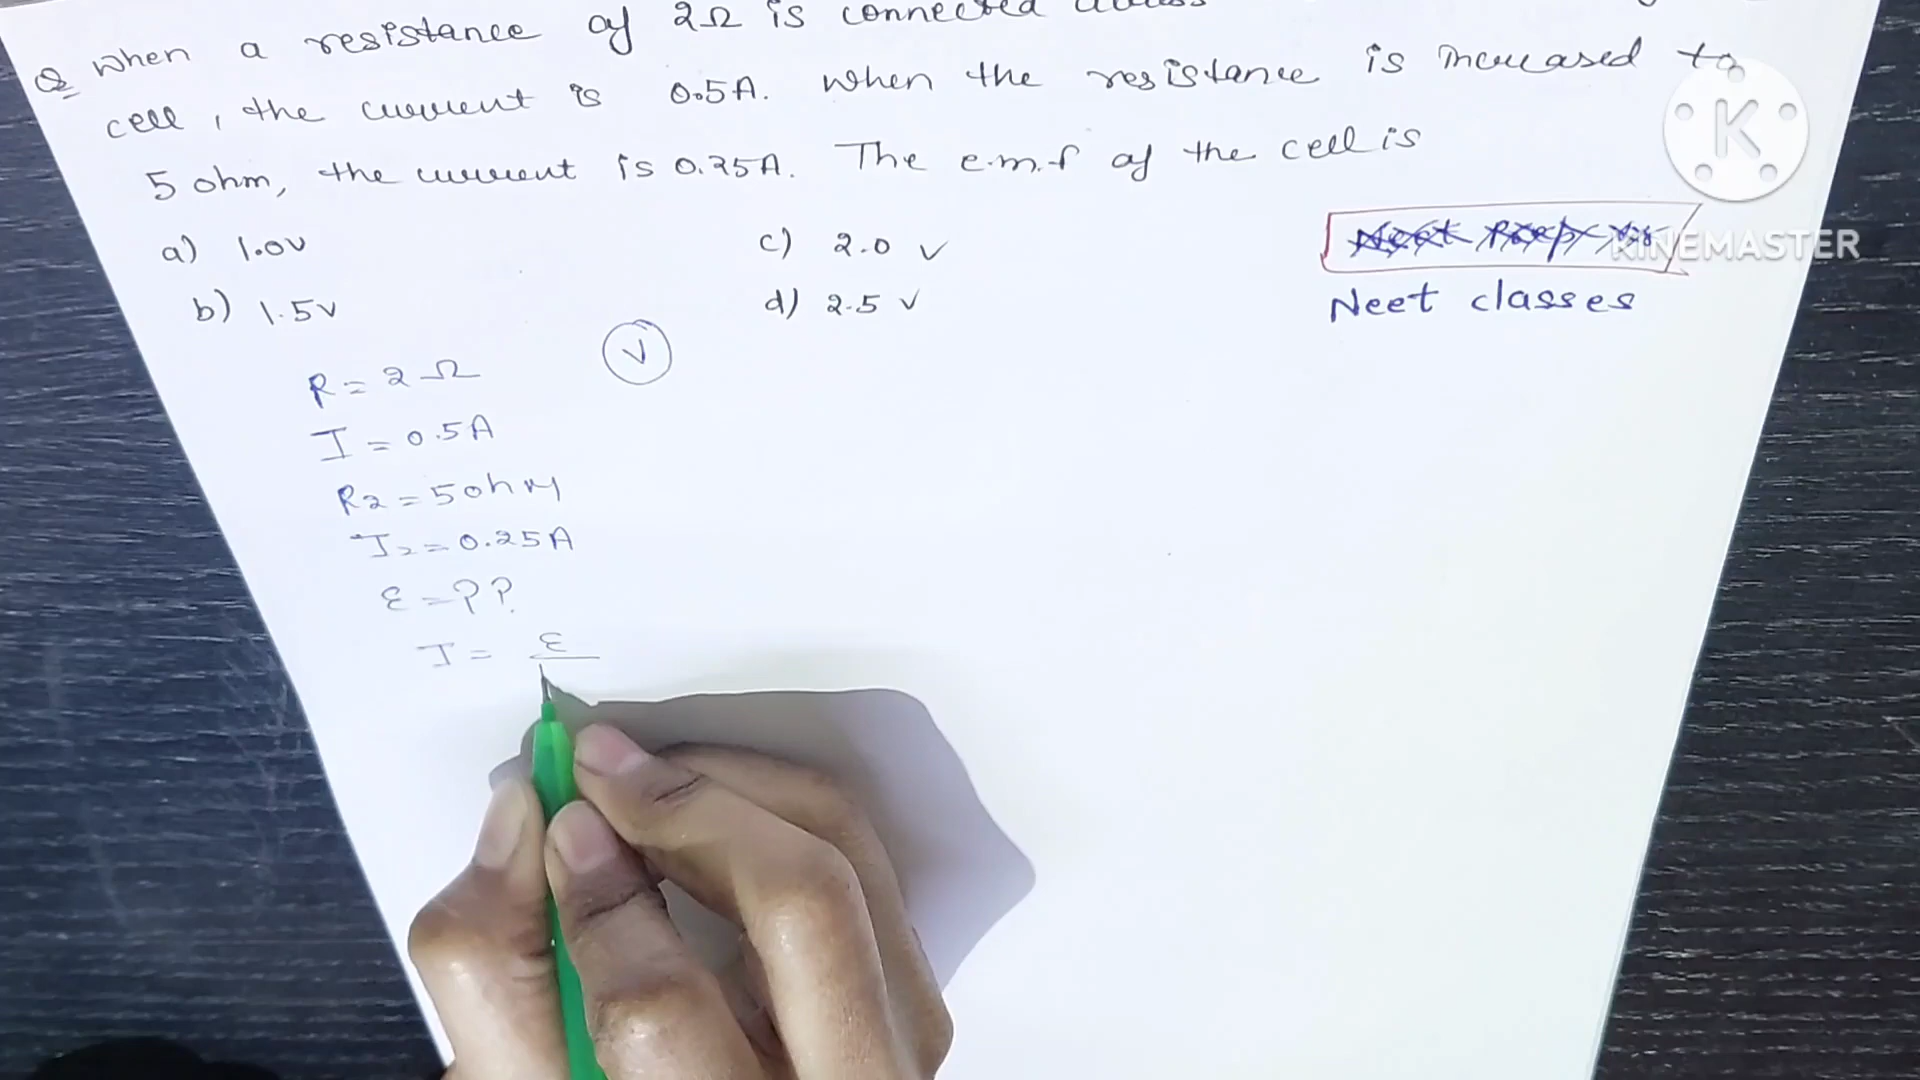 Q When a resistance of 2Ω is connected across
cell, the current is 0.5A. When the resistance is increased to
5 ohm, the current is 0.25A. The e.m.f of the cell is
a) 1.0V
c) 2.0 V
b) 1.5V
d) 2.5 V
K
KINEMASTER
Neet classes
V
R = 2 Ω
I = 0.5A
R2 = 5ohm
I2 = 0.25A
ε = ??
I = ε